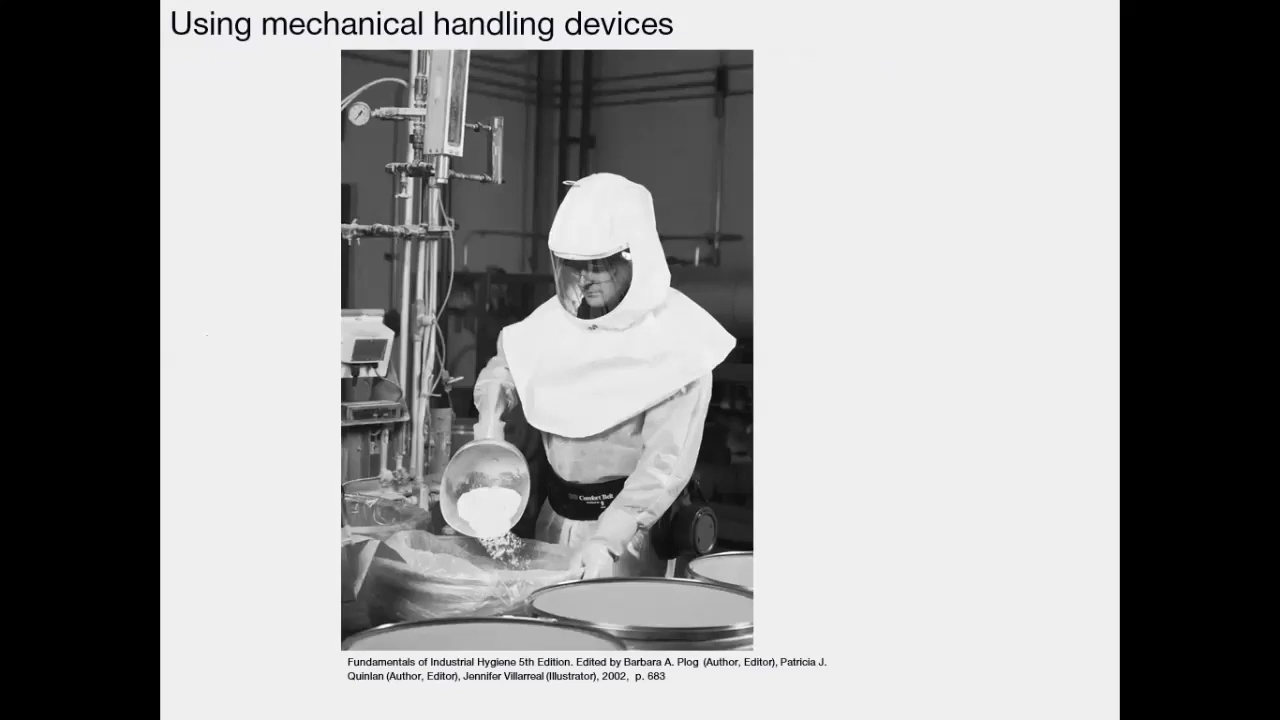 Using mechanical handling devices
Comfort Belt
Fundamentals of Industrial Hygiene 5th Edition. Edited by Barbara A. Plog (Author, Editor), Patricia J.
Quinlan (Author, Editor), Jennifer Villarreal (Illustrator), 2002, p. 683